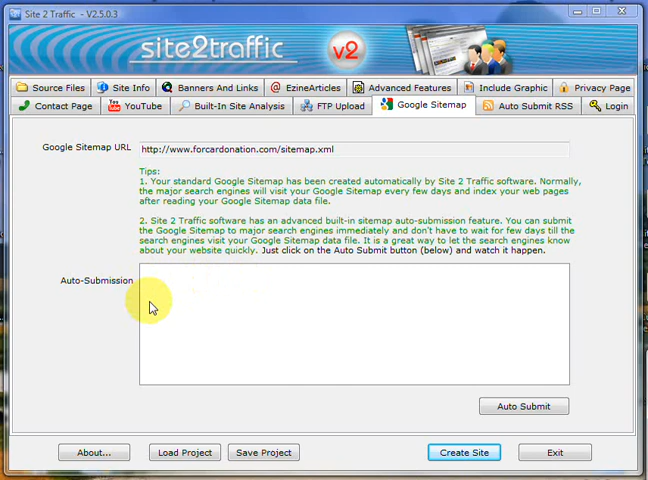 Site 2 Traffic - V2.5.0.3
site2traffic v2
Source Files Site Info Banners And Links EzineArticles Advanced Features Include Graphic Privacy Page
Contact Page YouTube Built-In Site Analysis FTP Upload Google Sitemap Auto Submit RSS Login
Google Sitemap URL http://www.forcardonation.com/sitemap.xml
Tips:
1. Your standard Google Sitemap has been created automatically by Site 2 Traffic software. Normally,
the major search engines will visit your Google Sitemap every few days and index your web pages
after reading your Sitemap data file.
2. Site 2 Traffic software has an advanced built-in sitemap auto-submission feature. You can submit
the Google Sitemap to major search engines immediately and don't have to wait for few days till the
search engines visit your Google Sitemap data file. It is a great way to let the search engines know
about your website quickly. Just click on the Auto Submit button (below) and watch it happen.
Auto-Submission
Auto Submit
About... Load Project Save Project Create Site Exit